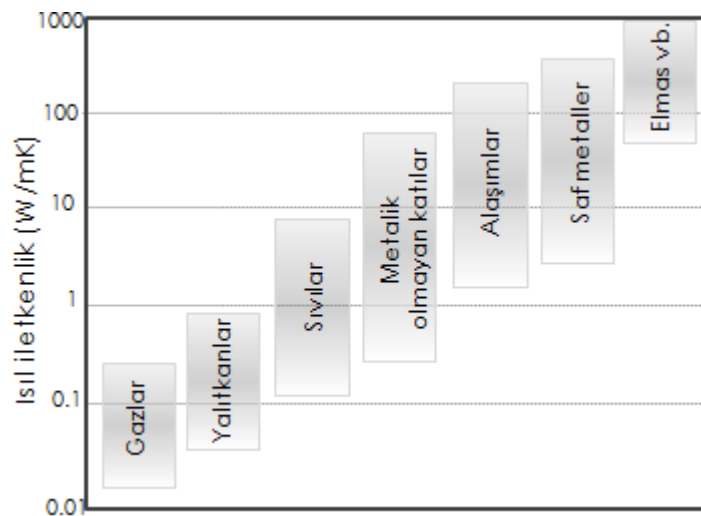 1000
100
10
1
0.1
0.01
Isıl iletkenlik (W/mK)
Gazlar
Yalıtkanlar
Sıvılar
Metalik
olmayan katılar
Alaşımlar
Saf metaller
Elmas vb.